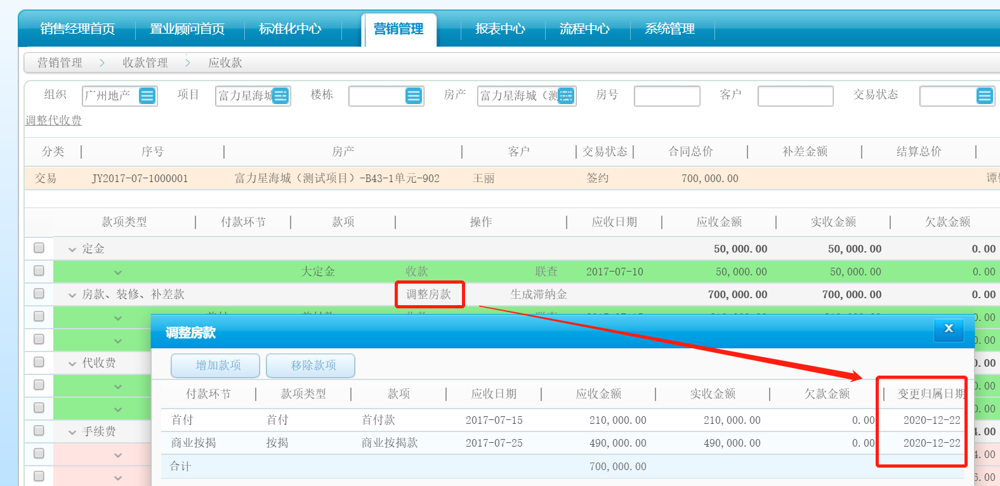 销售经理首页 置业顾问首页 标准化中心 营销管理 报表中心 流程中心 系统管理
营销管理 > 收款管理 > 应收款
组织 广州地产 项目 富力星海城 楼栋 房产 富力星海城（测 房号 客户 交易状态
调整代收费
分类 序号 房产 客户 交易状态 合同总价 补差金额 结算总价
交易 JY2017-07-1000001 富力星海城（测试项目）-B43-1单元-902 王丽 签约 700,000.00 谭
款项类型 付款环节 款项 操作 应收日期 应收金额 实收金额 欠款金额
定金 50,000.00 50,000.00 0.00
大定金 收款 联查 2017-07-10 50,000.00 50,000.00 0.00
房款、装修、补差款 调整房款 生成滞纳金 700,000.00 700,000.00 0.00
0.00
调整房款 X
0.00
代收费 0.00
增加款项 移除款项
0.00
付款环节 款项类型 款项 应收日期 应收金额 实收金额 欠款金额 变更归属日期
0.00
首付 首付 首付款 2017-07-15 210,000.00 210,000.00 0.00 2020-12-22
手续费 4.00
商业按揭 按揭 商业按揭款 2017-07-25 490,000.00 490,000.00 0.00 2020-12-22
4.00
合计 700,000.00
6.00